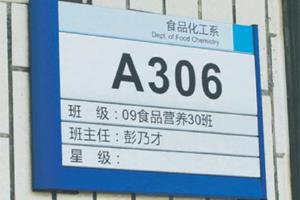 食品化工系
Dept. of Food Chemistry
A306
班 级：09食品营养30班
班主任：彭乃才
星 级：